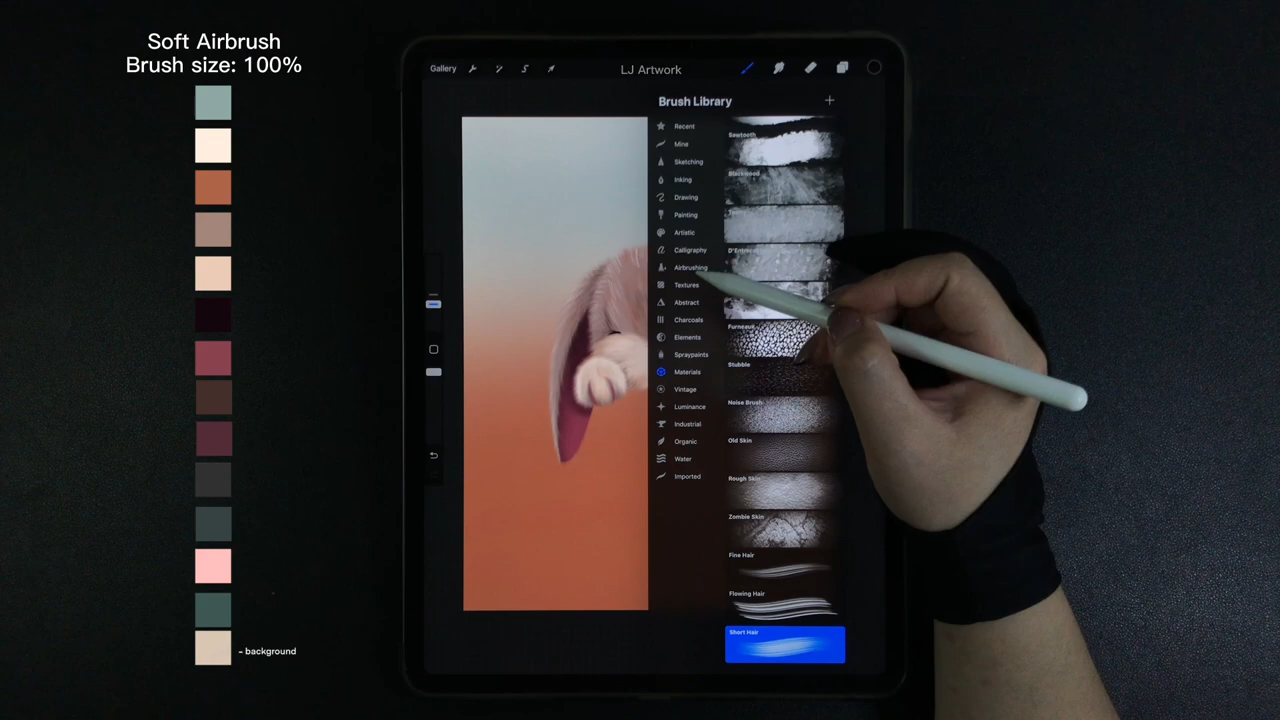 Soft Airbrush
Brush size: 100%
- background
Gallery
LJ Artwork
Brush Library
Recent
Mine
Sketching
Inking
Drawing
Painting
Artistic
Calligraphy
Airbrushing
Textures
Abstract
Charcoals
Elements
Spraypaints
Materials
Vintage
Luminance
Industrial
Organic
Water
Imported
Sawtooth
Blackwood
Furneaux
Stubble
Noise Brush
Old Skin
Rough Skin
Zombie Skin
Fine Hair
Flowing Hair
Short Hair